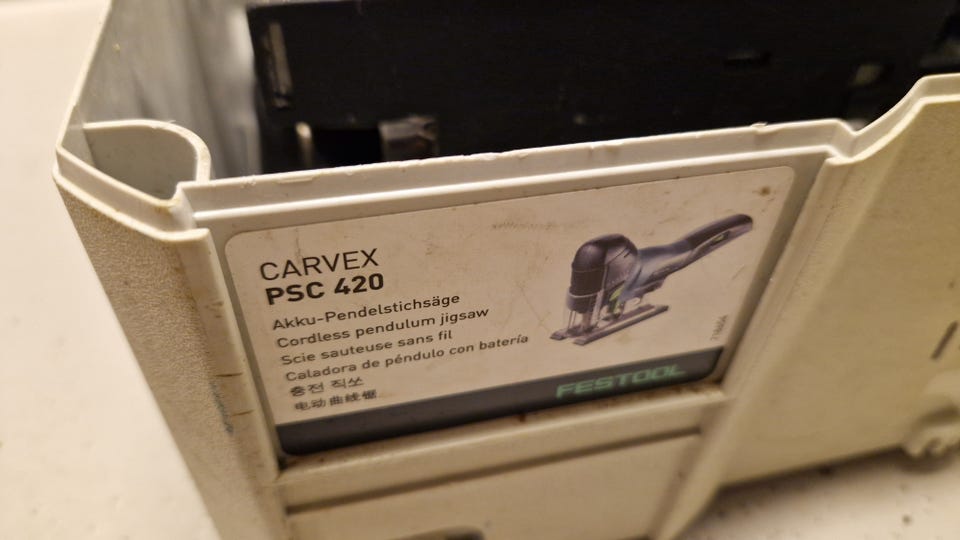 CARVEX
PSC 420
Akku-Pendelstichsäge
Cordless pendulum jigsaw
Scie sauteuse sans fil
Caladora de péndulo con batería
충전 직쏘
电动曲线锯
FESTOOL